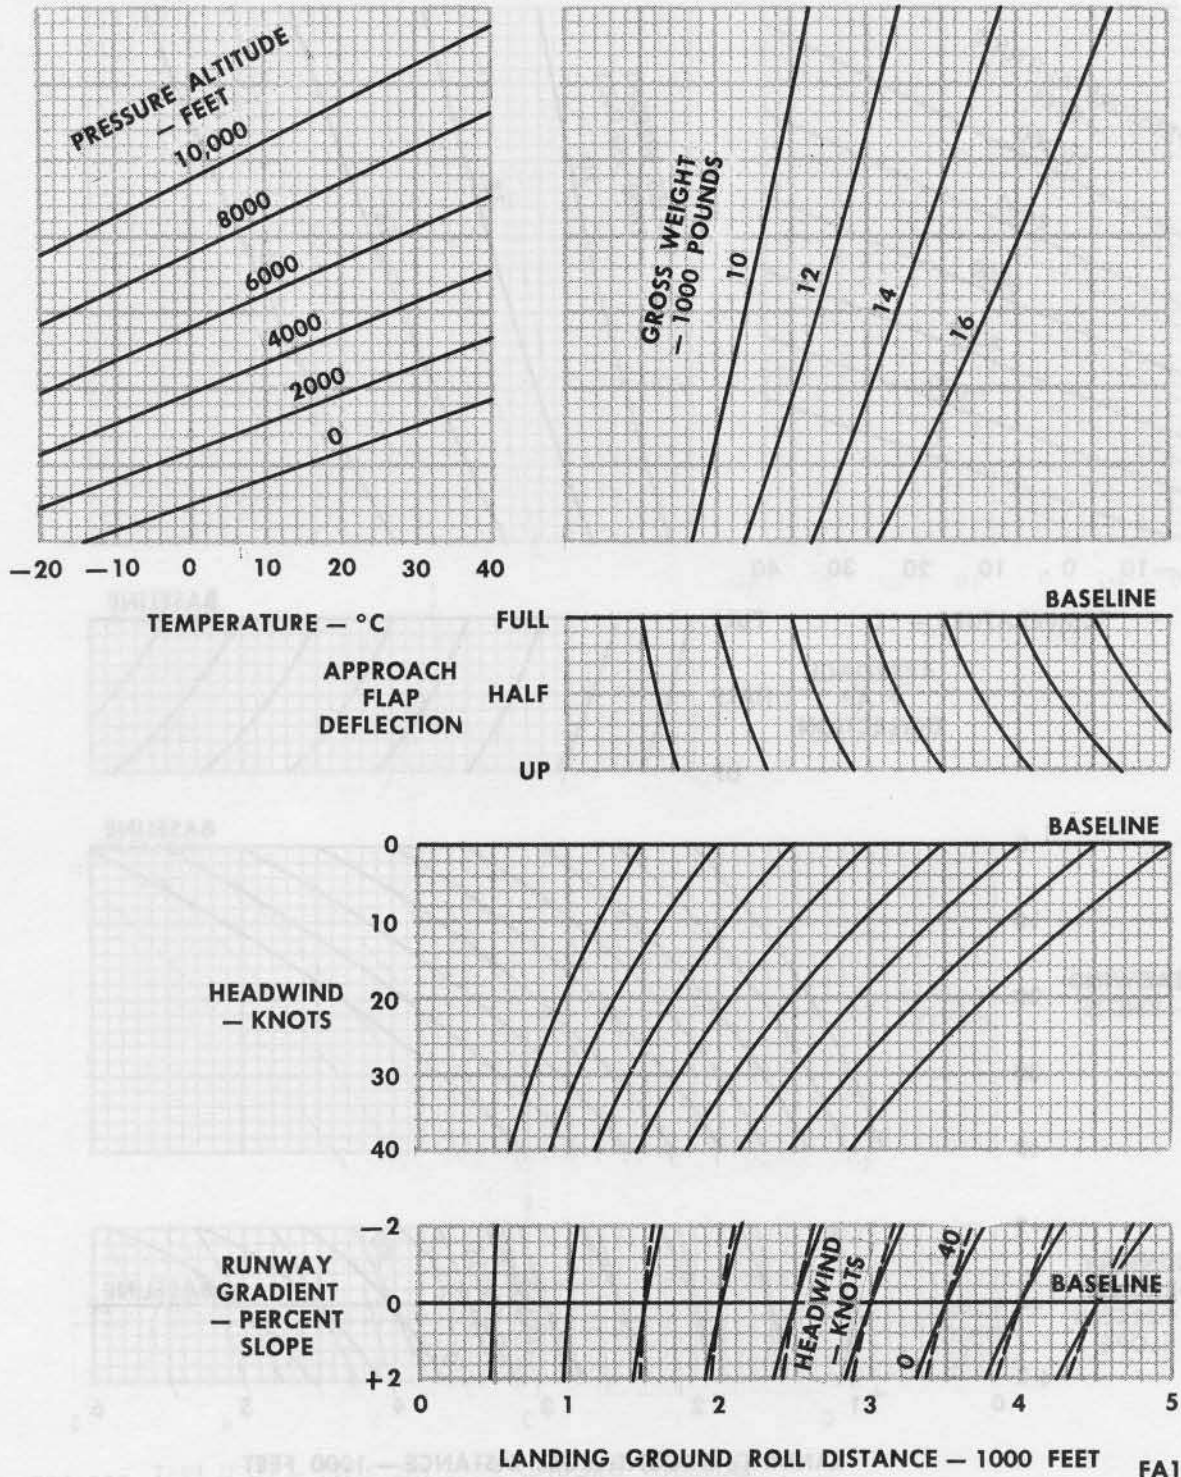 PRESSURE ALTITUDE
— FEET
10,000
8000
6000
4000
2000
0
GROSS WEIGHT
— 1000 POUNDS
10
12
14
16
—20 —10 0 10 20 30 40
TEMPERATURE — °C
BASELINE
FULL
APPROACH
FLAP
DEFLECTION
HALF
UP
BASELINE
0
10
HEADWIND
— KNOTS
20
30
40
—2
RUNWAY
GRADIENT
— PERCENT
SLOPE
0
+2
HEADWIND
— KNOTS
40
0
BASELINE
0 1 2 3 4 5
LANDING GROUND ROLL DISTANCE — 1000 FEET
FA1